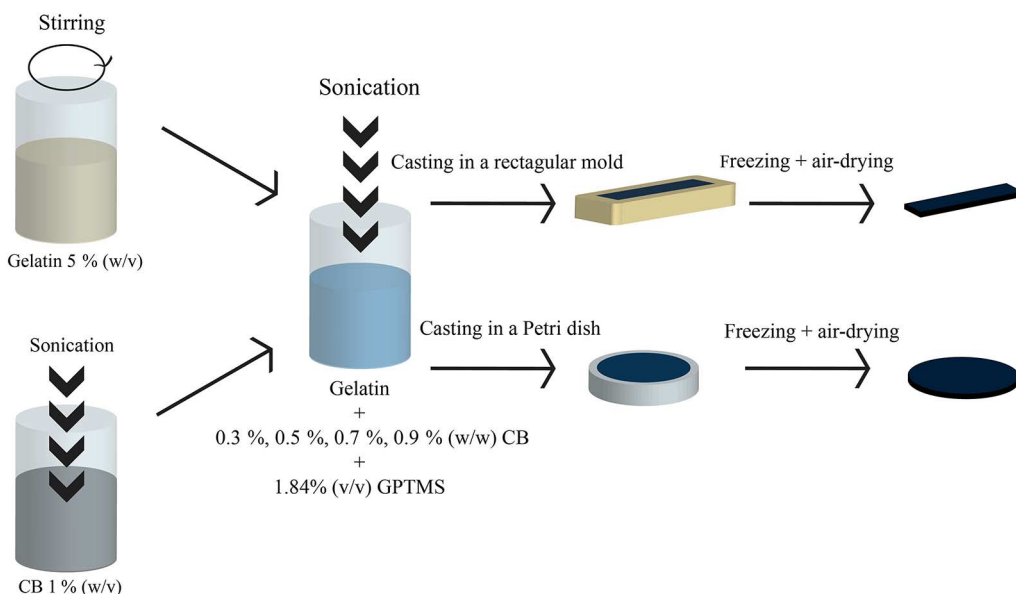 Stirring
Gelatin 5 % (w/v)
Sonication
CB 1 % (w/v)
Sonication
Gelatin
+
0.3 %, 0.5 %, 0.7 %, 0.9 % (w/w) CB
+
1.84% (v/v) GPTMS
Casting in a rectagular mold
Freezing + air-drying
Casting in a Petri dish
Freezing + air-drying